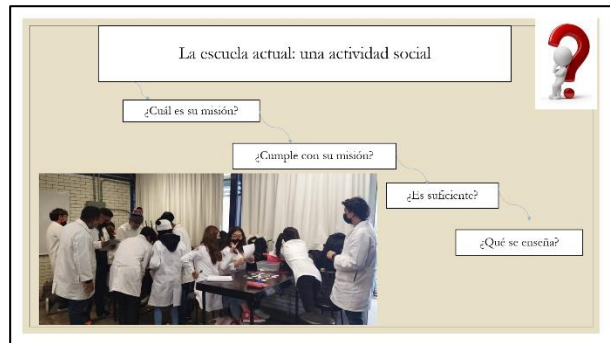 La escuela actual: una actividad social
¿Cuál es su misión?
¿Cumple con su misión?
¿Es suficiente?
¿Qué se enseña?